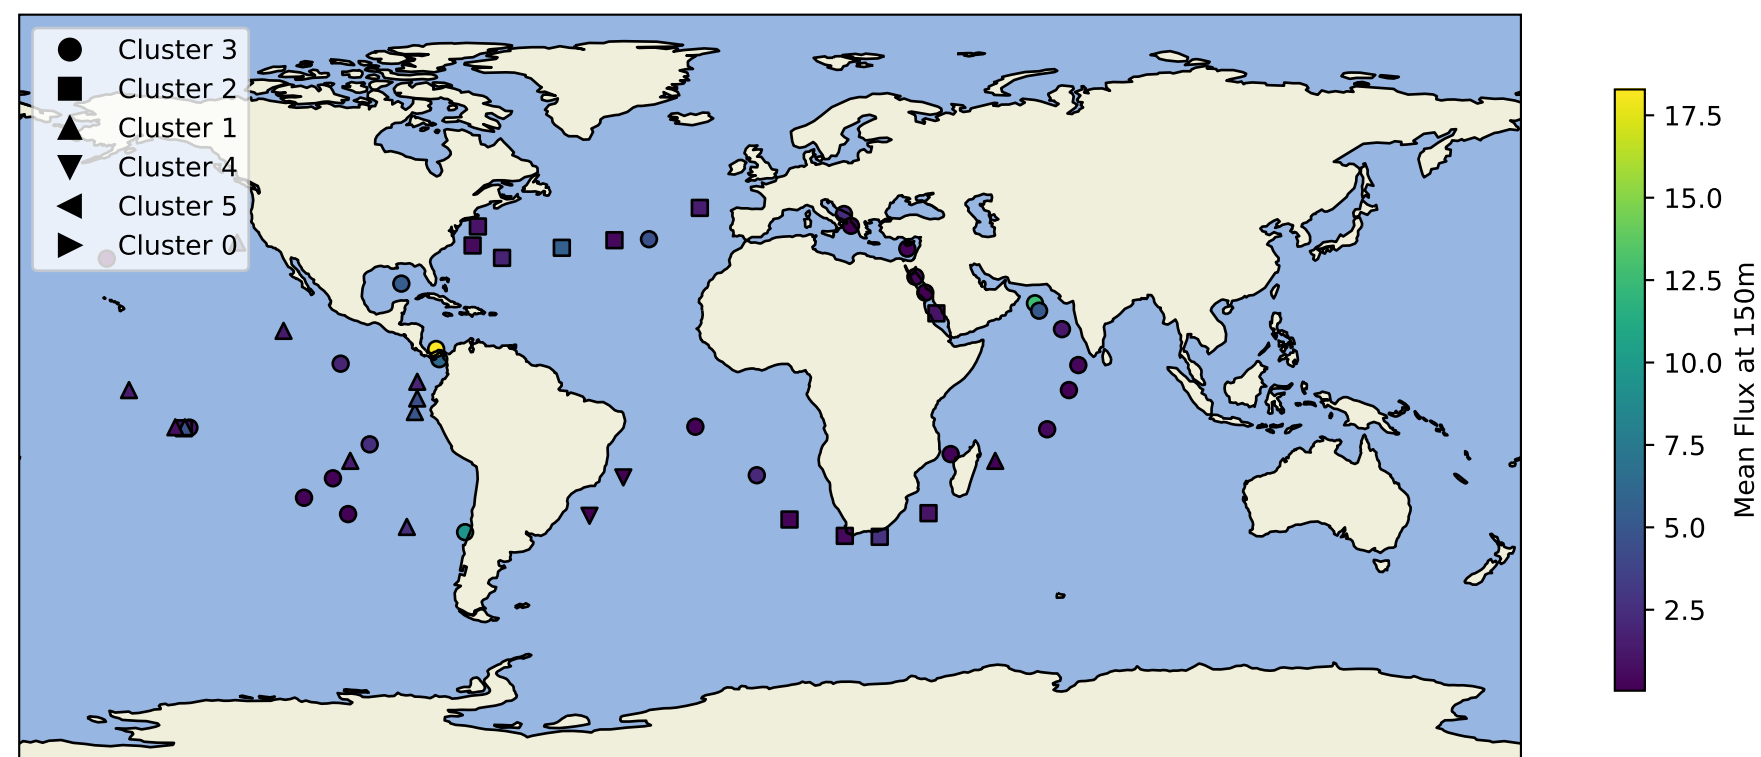 Cluster 3
Cluster 2
Cluster 1
Cluster 4
Cluster 5
Cluster 0
17.5
15.0
12.5
10.0
7.5
5.0
2.5
Mean Flux at 150m